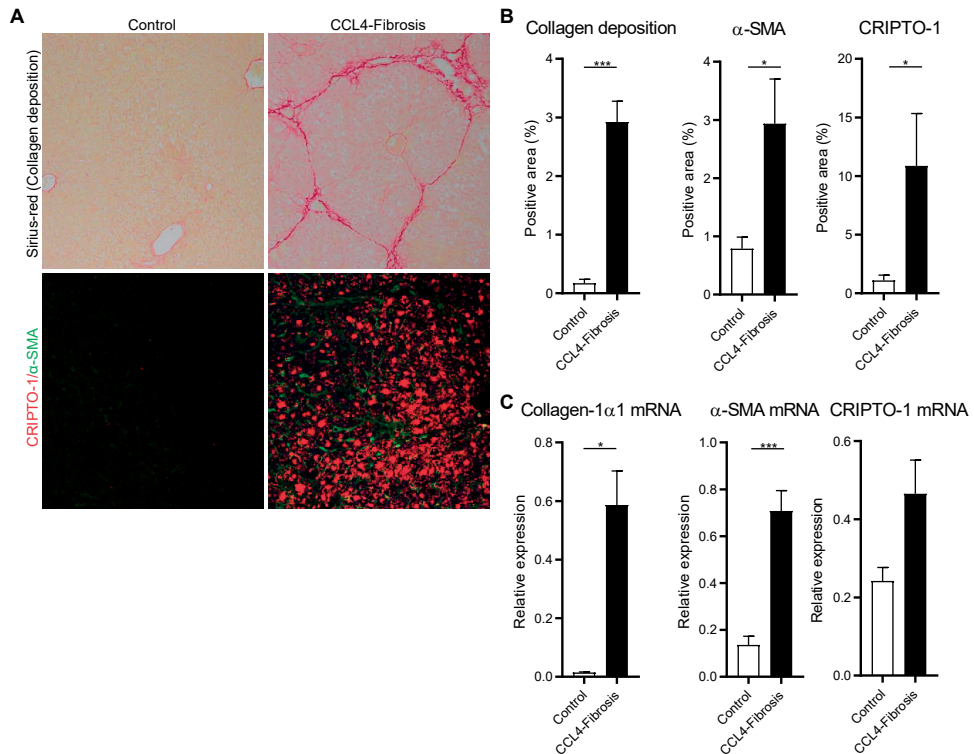 A
Control
CCL4-Fibrosis
Sirius-red (Collagen deposition)
CRIPTO-1/α-SMA
B
Collagen deposition
α-SMA
CRIPTO-1
***
*
*
Positive area (%)
4
3
2
1
0
Control
CCL4-Fibrosis
Positive area (%)
4
3
2
1
0
Control
CCL4-Fibrosis
Positive area (%)
20
15
10
5
0
Control
CCL4-Fibrosis
C
Collagen-1α1 mRNA
α-SMA mRNA
CRIPTO-1 mRNA
*
***
Relative expression
0.8
0.6
0.4
0.2
0.0
Control
CCL4-Fibrosis
Relative expression
1.0
0.8
0.6
0.4
0.2
0.0
Control
CCL4-Fibrosis
Relative expression
0.6
0.4
0.2
0.0
Control
CCL4-Fibrosis